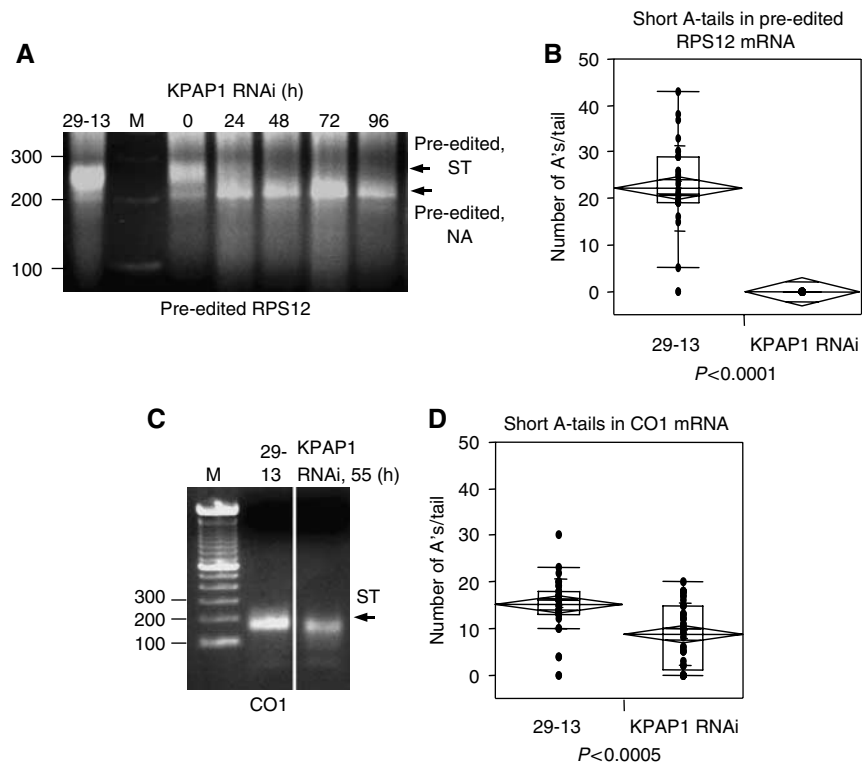 A
KPAP1 RNAi (h)
29-13 M 0 24 48 72 96
300
200
100
Pre-edited,
ST
Pre-edited,
NA
Pre-edited RPS12
B
Short A-tails in pre-edited
RPS12 mRNA
Number of A's/tail
50
40
30
20
10
0
29-13 KPAP1 RNAi
P<0.0001
C
29-
13
KPAP1
RNAi, 55 (h)
M
300
200
100
ST
CO1
D
Short A-tails in CO1 mRNA
Number of A's/tail
50
40
30
20
10
0
29-13 KPAP1 RNAi
P<0.0005